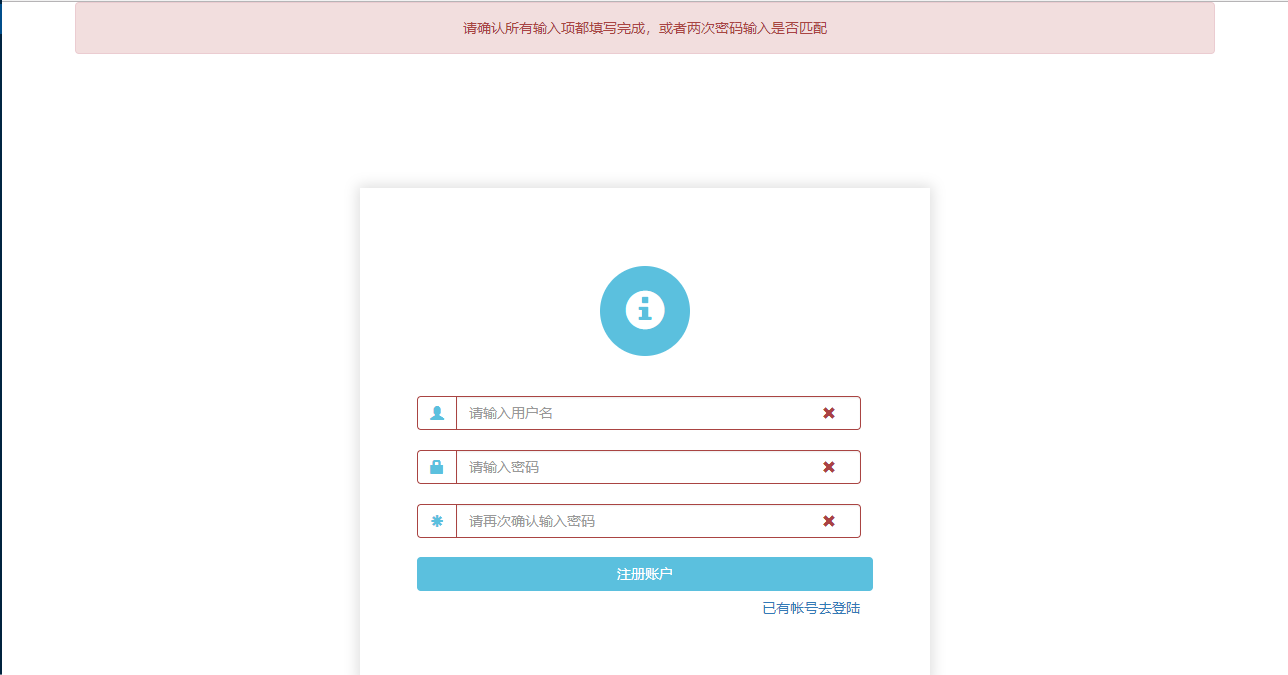 请确认所有输入项都填写完成，或者两次密码输入是否匹配
请输入用户名
请输入密码
请再次确认输入密码
注册账户
已有帐号去登陆